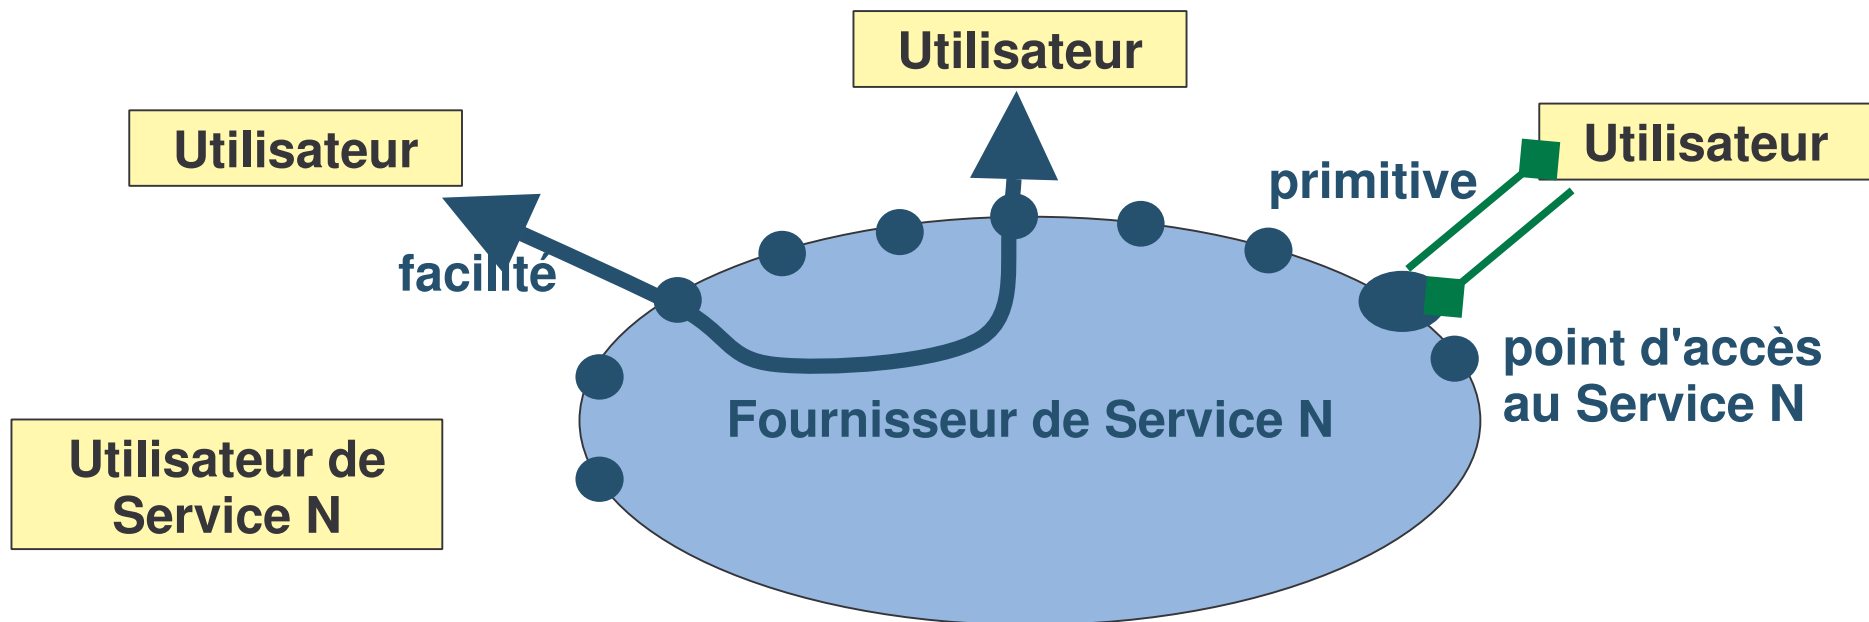 Utilisateur
Utilisateur
Utilisateur
primitive
facilité
point d'accès
au Service N
Fournisseur de Service N
Utilisateur de
Service N